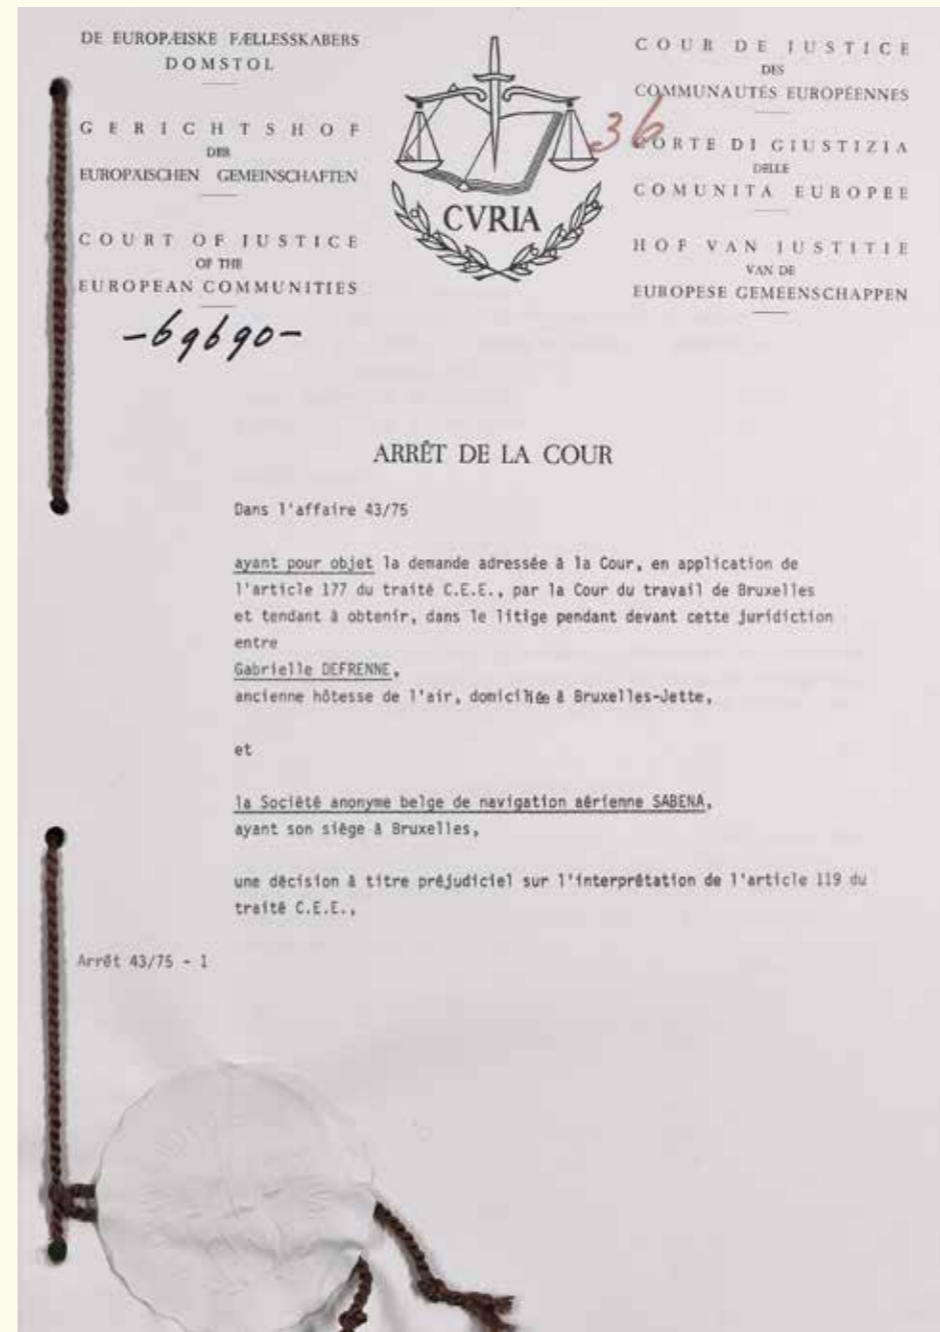 DE EUROPÆISKE FÆLLESSKABERS
DOMSTOL
GERICHTSHOF
DER
EUROPÄISCHEN GEMEINSCHAFTEN
COURT OF JUSTICE
OF THE
EUROPEAN COMMUNITIES
CVRIA
COUR DE JUSTICE
DES
COMMUNAUTÉS EUROPÉENNES
36
CORTE DI GIUSTIZIA
DELLE
COMUNITÀ EUROPEE
HOF VAN JUSTITIE
VAN DE
EUROPESE GEMEENSCHAPPEN
-69690-
ARRÊT DE LA COUR
Dans l'affaire 43/75
ayant pour objet la demande adressée à la Cour, en application de
l'article 177 du traité C.E.E., par la Cour du travail de Bruxelles
et tendant à obtenir, dans le litige pendant devant cette juridiction
entre
Gabrielle DEFRENNE,
ancienne hôtesse de l'air, domiciliée à Bruxelles-Jette,
et
la Société anonyme belge de navigation aérienne SABENA,
ayant son siège à Bruxelles,
une décision à titre préjudiciel sur l'interprétation de l'article 119 du
traité C.E.E.,
Arrêt 43/75 - 1